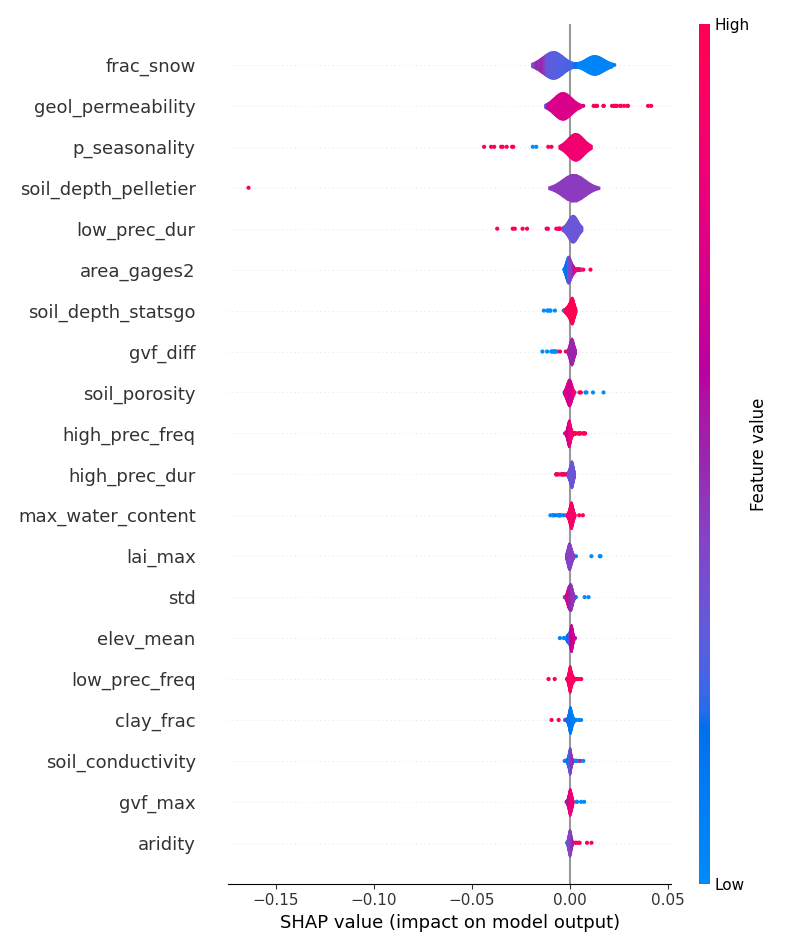 High
frac_snow
geol_permeability
p_seasonality
soil_depth_pelletier
low_prec_dur
area_gages2
soil_depth_statsgo
gvf_diff
soil_porosity
high_prec_freq
high_prec_dur
max_water_content
lai_max
std
elev_mean
low_prec_freq
clay_frac
soil_conductivity
gvf_max
aridity
Feature value
Low
−0.15 −0.10 −0.05 0.00 0.05
SHAP value (impact on model output)